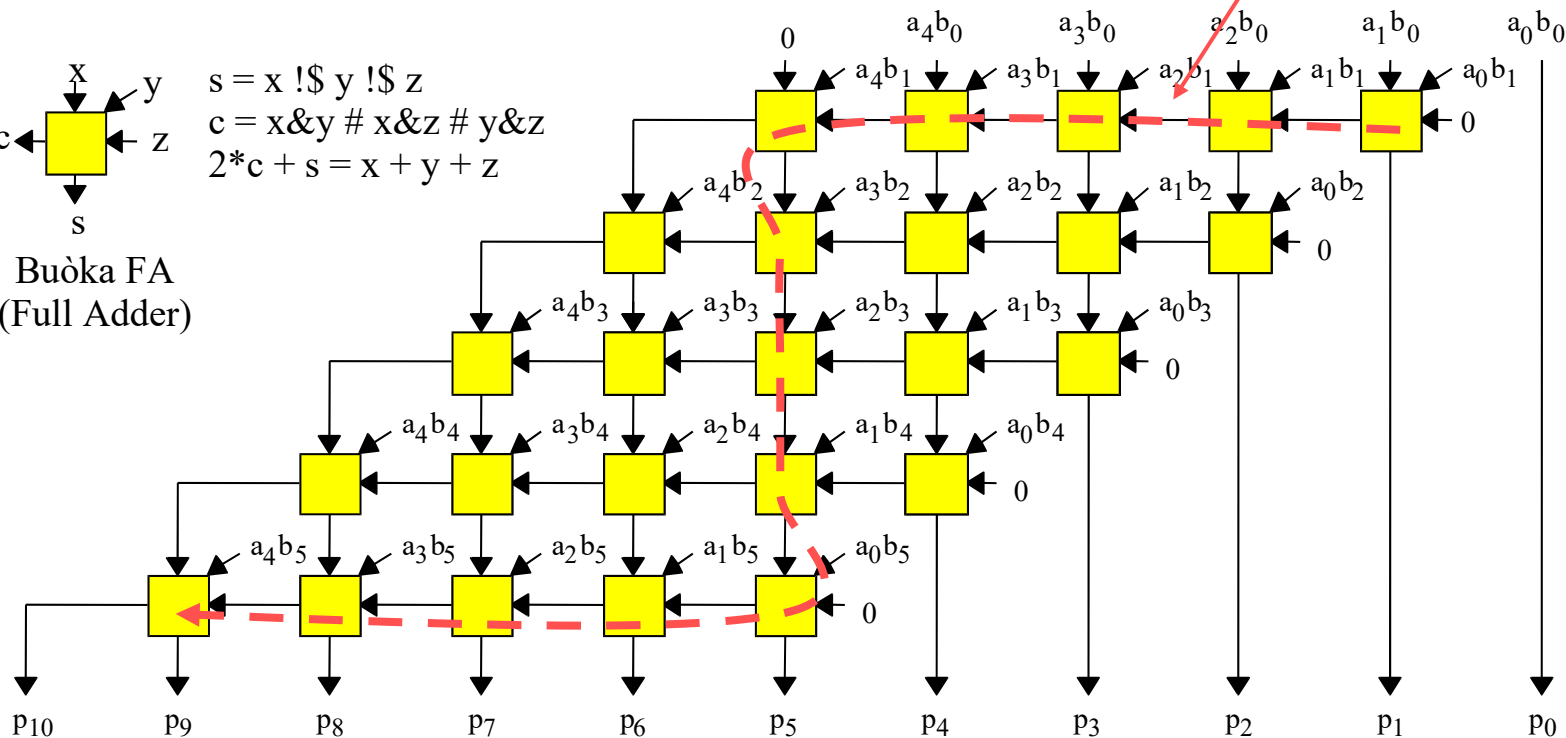 0 a₄b₀ a₃b₀ a₂b₀ a₁b₀ a₀b₀
x y z c s
s = x !$ y !$ z
c = x&y # x&z # y&z
2*c + s = x + y + z
Buòka FA
(Full Adder)
a₄b₁ a₃b₁ a₂b₁ a₁b₁ a₀b₁
0
a₄b₂ a₃b₂ a₂b₂ a₁b₂ a₀b₂
0
a₄b₃ a₃b₃ a₂b₃ a₁b₃ a₀b₃
0
a₄b₄ a₃b₄ a₂b₄ a₁b₄ a₀b₄
0
a₄b₅ a₃b₅ a₂b₅ a₁b₅ a₀b₅
0
p₁₀ p₉ p₈ p₇ p₆ p₅ p₄ p₃ p₂ p₁ p₀